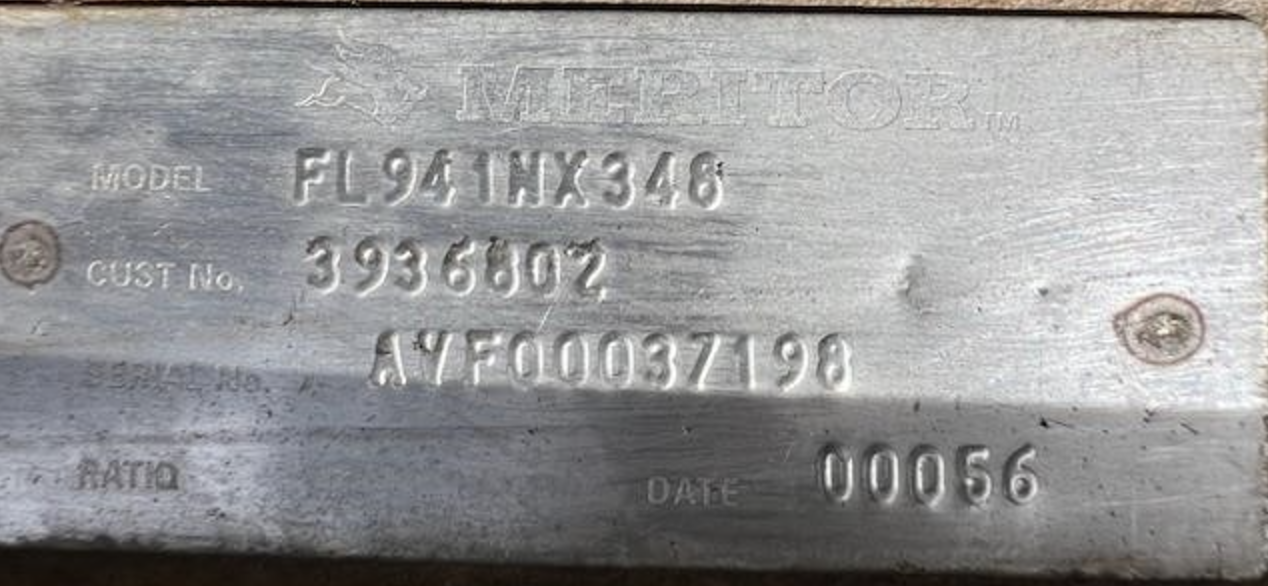 MERITOR™
MODEL FL941NX348
CUST No. 3936802
SERIAL No. AYF00037198
RATIO DATE 00056